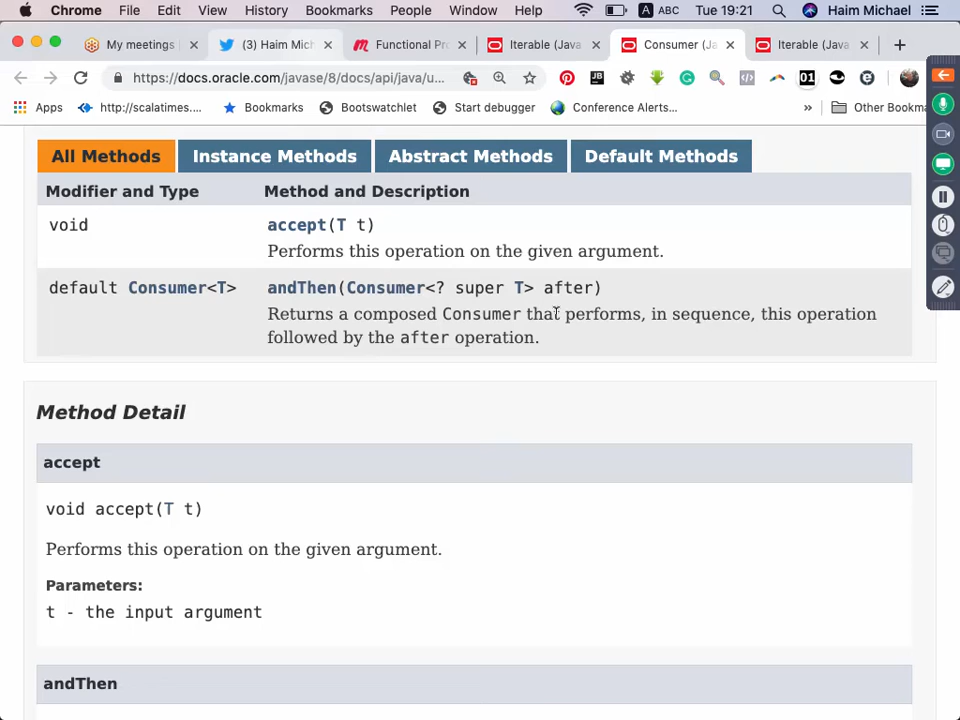 Chrome File Edit View History Bookmarks People Window Help A ABC Tue 19:21 Haim Michael
My meetings (3) Haim Mich Functional Pro Iterable (Java Consumer (Ja Iterable (Java
https://docs.oracle.com/javase/8/docs/api/java/u...
Apps http://scalatimes. Bookmarks Bootswatchlet Start debugger Conference Alerts... » Other Bookma
All Methods Instance Methods Abstract Methods Default Methods
Modifier and Type Method and Description
void accept(T t)
Performs this operation on the given argument.
default Consumer<T> andThen(Consumer<? super T> after)
Returns a composed Consumer that performs, in sequence, this operation
followed by the after operation.
Method Detail
accept
void accept(T t)
Performs this operation on the given argument.
Parameters:
t - the input argument
andThen